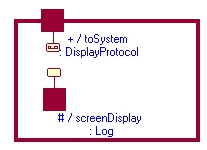 + / toSystem
: DisplayProtocol
# / screenDisplay
: Log